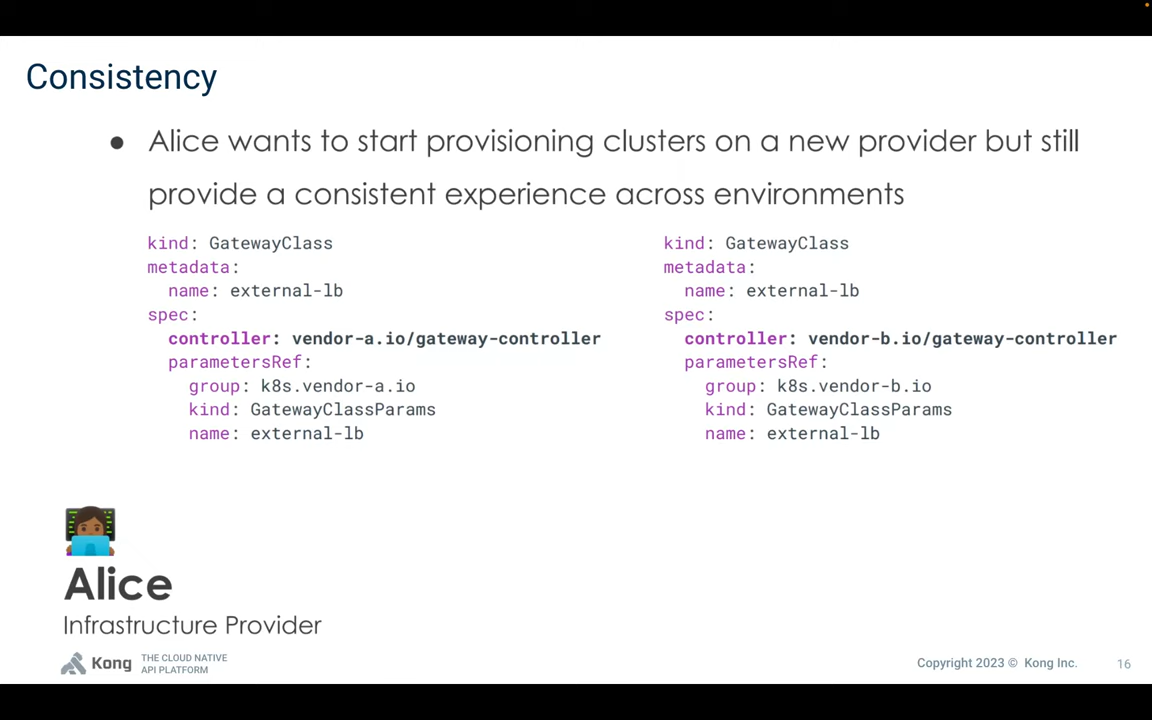 Consistency
● Alice wants to start provisioning clusters on a new provider but still
provide a consistent experience across environments
kind: GatewayClass
metadata:
  name: external-lb
spec:
  controller: vendor-a.io/gateway-controller
  parametersRef:
    group: k8s.vendor-a.io
    kind: GatewayClassParams
    name: external-lb
kind: GatewayClass
metadata:
  name: external-lb
spec:
  controller: vendor-b.io/gateway-controller
  parametersRef:
    group: k8s.vendor-b.io
    kind: GatewayClassParams
    name: external-lb
Alice
Infrastructure Provider
Kong
THE CLOUD NATIVE
API PLATFORM
Copyright 2023 © Kong Inc.
16